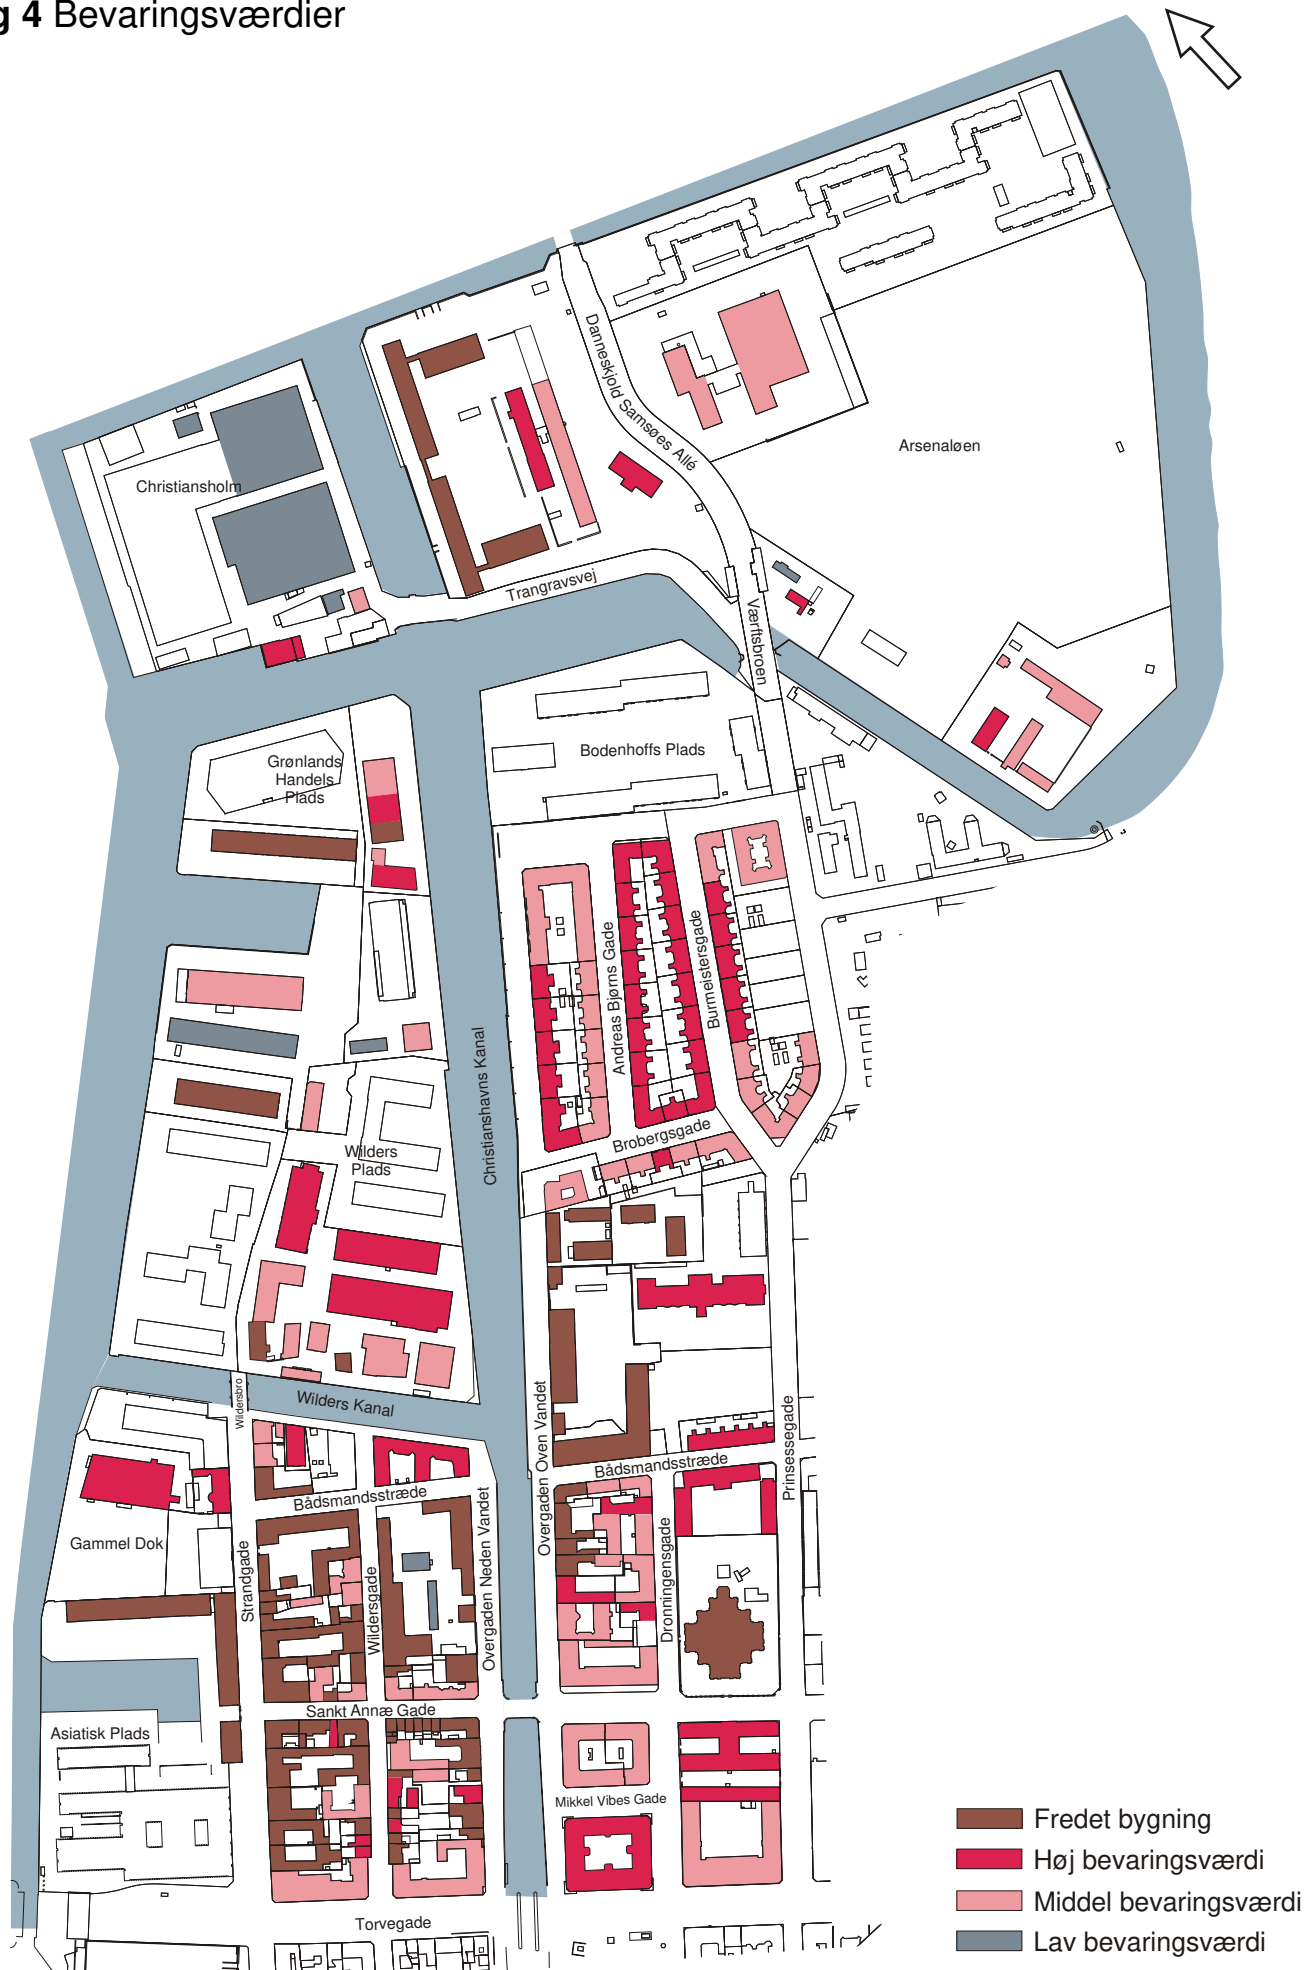 g 4 Bevaringsværdier
Danneskjold Samsøes Allé
Arsenaløen
Christiansholm
Trangravsvej
Værftsbroen
Bodenhoffs Plads
Grønlands
Handels
Plads
Andreas Bjørns Gade
Burmeistersgade
Christianshavns Kanal
Brobergsgade
Wilders
Plads
Wildersbro
Wilders Kanal
Overgaden Oven Vandet
Prinsessegade
Bådsmandsstræde
Bådsmandsstræde
Gammel Dok
Strandgade
Wildersgade
Overgaden Neden Vandet
Dronningensgade
Sankt Annæ Gade
Asiatisk Plads
Mikkel Vibes Gade
Torvegade
Fredet bygning
Høj bevaringsværdi
Middel bevaringsværdi
Lav bevaringsværdi